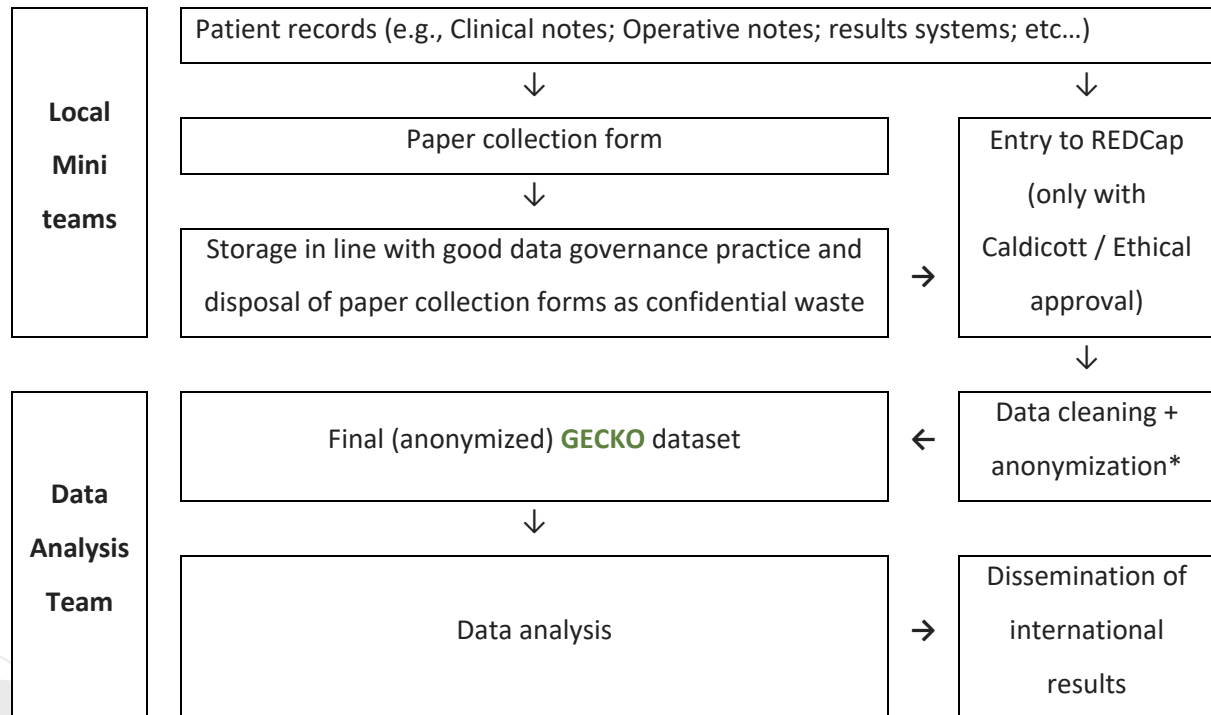 Patient records (e.g., Clinical notes; Operative notes; results systems; etc…)
↓
↓
Local
Mini
teams
Paper collection form
↓
Storage in line with good data governance practice and
disposal of paper collection forms as confidential waste
→
Entry to REDCap
(only with
Caldicott / Ethical
approval)
↓
Data
Analysis
Team
Data cleaning +
anonymization*
←
Final (anonymized) GECKO dataset
↓
Data analysis
→
Dissemination of
international
results